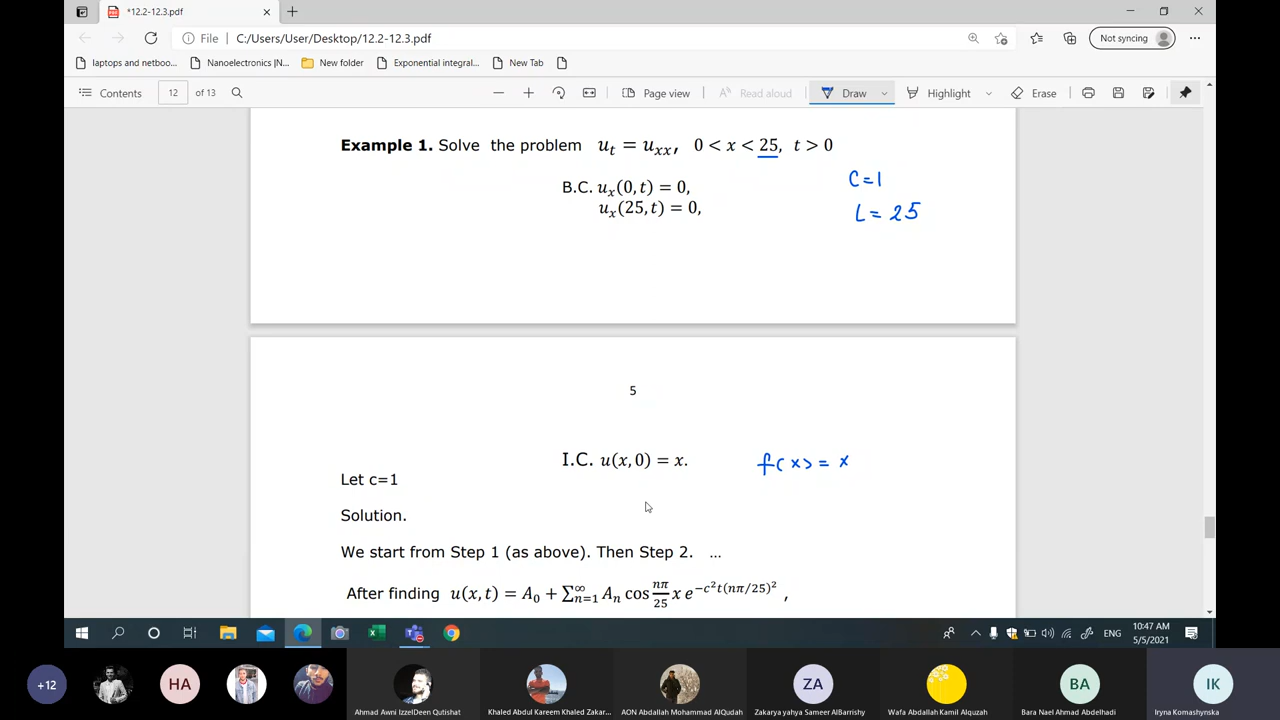 *12.2-12.3.pdf
File C:/Users/User/Desktop/12.2-12.3.pdf
Not syncing
laptops and netboo...
Nanoelectronics |N...
New folder
Exponential integral...
New Tab
Contents
12 of 13
Page view
Read aloud
Draw
Highlight
Erase
Example 1. Solve the problem u_t = u_xx, 0 < x < 25, t > 0
C=1
B.C. u_x(0, t) = 0,
u_x(25, t) = 0,
L = 25
5
I.C. u(x, 0) = x.
f(x) = x
Let c=1
Solution.
We start from Step 1 (as above). Then Step 2. ...
After finding u(x, t) = A_0 + ∑_{n=1}^{∞} A_n cos nπ/25 x e^{-c²t(nπ/25)²} ,
ENG
10:47 AM
5/5/2021
+12
HA
Ahmad Awni IzzelDeen Qutishat
Khaled Abdul Kareem Khaled Zakar...
AON Abdallah Mohammad AlQudah
ZA
Zakarya yahya Sameer AlBarrishy
Wafa Abdallah Kamil Alquzah
BA
Bara Nael Ahmad Abdelhadi
IK
Iryna Komashynska